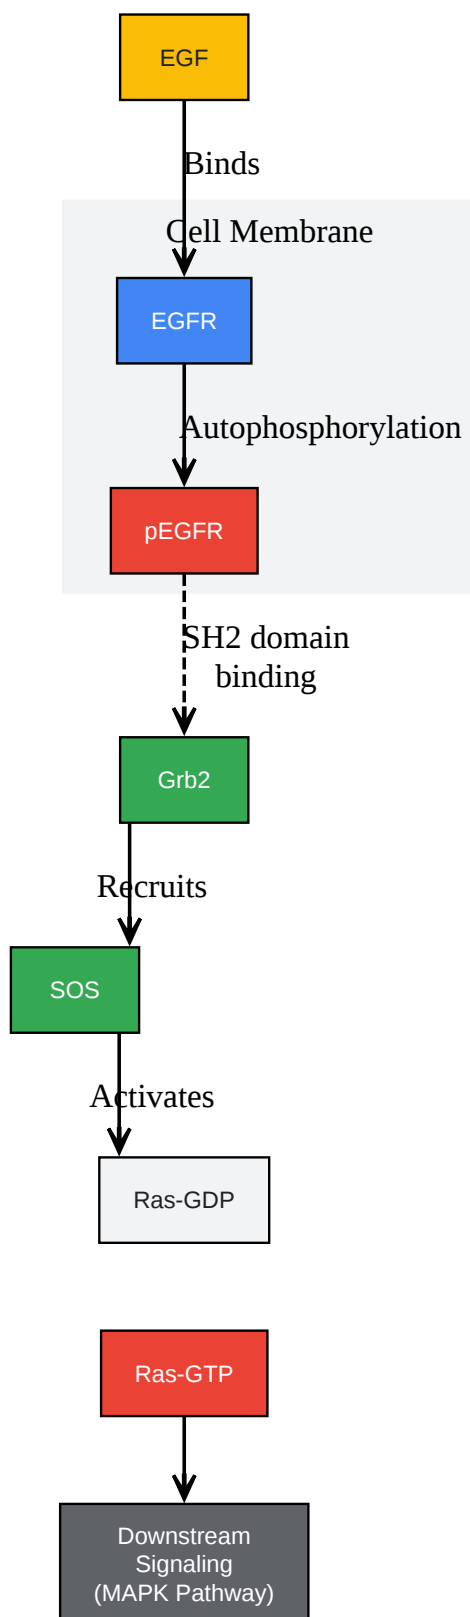 EGF
Binds
Cell Membrane
EGFR
Autophosphorylation
pEGFR
SH2 domain
binding
Grb2
Recruits
SOS
Activates
Ras-GDP
Ras-GTP
Downstream
Signaling
(MAPK Pathway)